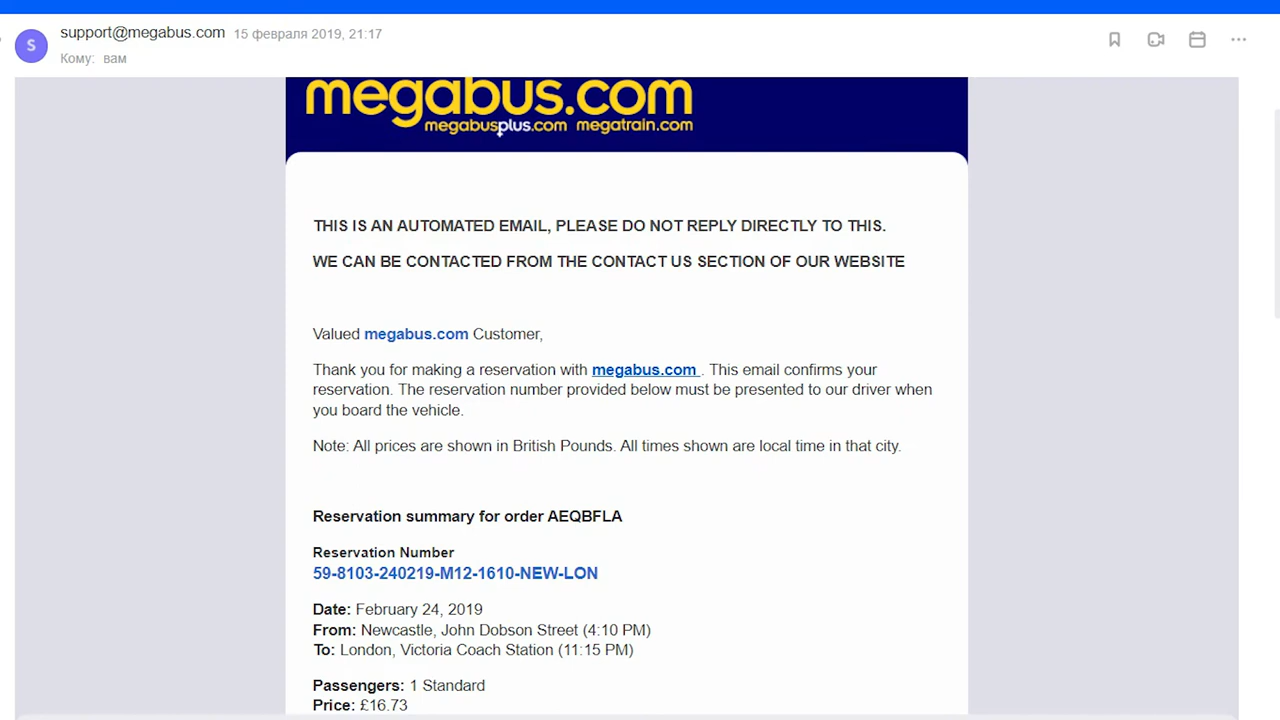 S
support@megabus.com 15 февраля 2019, 21:17
Кому: вам
megabus.com
megabusplus.com megatrain.com
THIS IS AN AUTOMATED EMAIL, PLEASE DO NOT REPLY DIRECTLY TO THIS.
WE CAN BE CONTACTED FROM THE CONTACT US SECTION OF OUR WEBSITE
Valued megabus.com Customer,
Thank you for making a reservation with megabus.com . This email confirms your
reservation. The reservation number provided below must be presented to our driver when
you board the vehicle.
Note: All prices are shown in British Pounds. All times shown are local time in that city.
Reservation summary for order AEQBFLA
Reservation Number
59-8103-240219-M12-1610-NEW-LON
Date: February 24, 2019
From: Newcastle, John Dobson Street (4:10 PM)
To: London, Victoria Coach Station (11:15 PM)
Passengers: 1 Standard
Price: £16.73